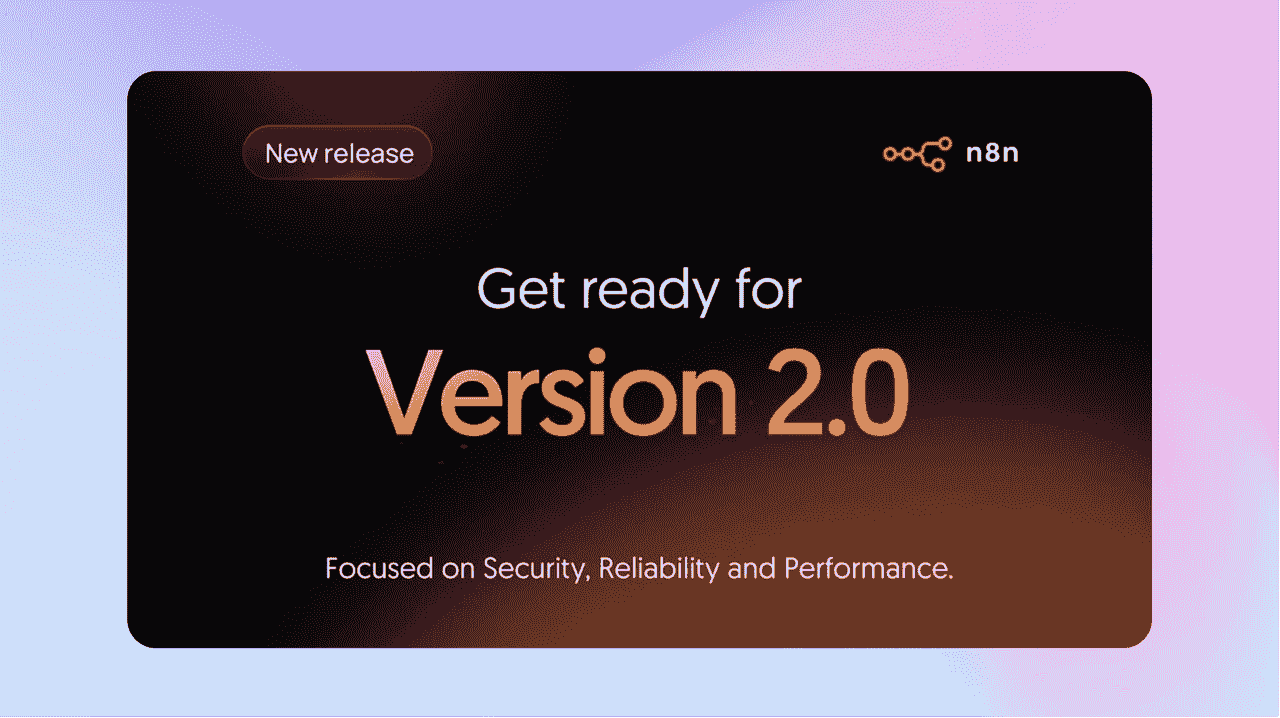 New release
n8n
Get ready for
Version 2.0
Focused on Security, Reliability and Performance.